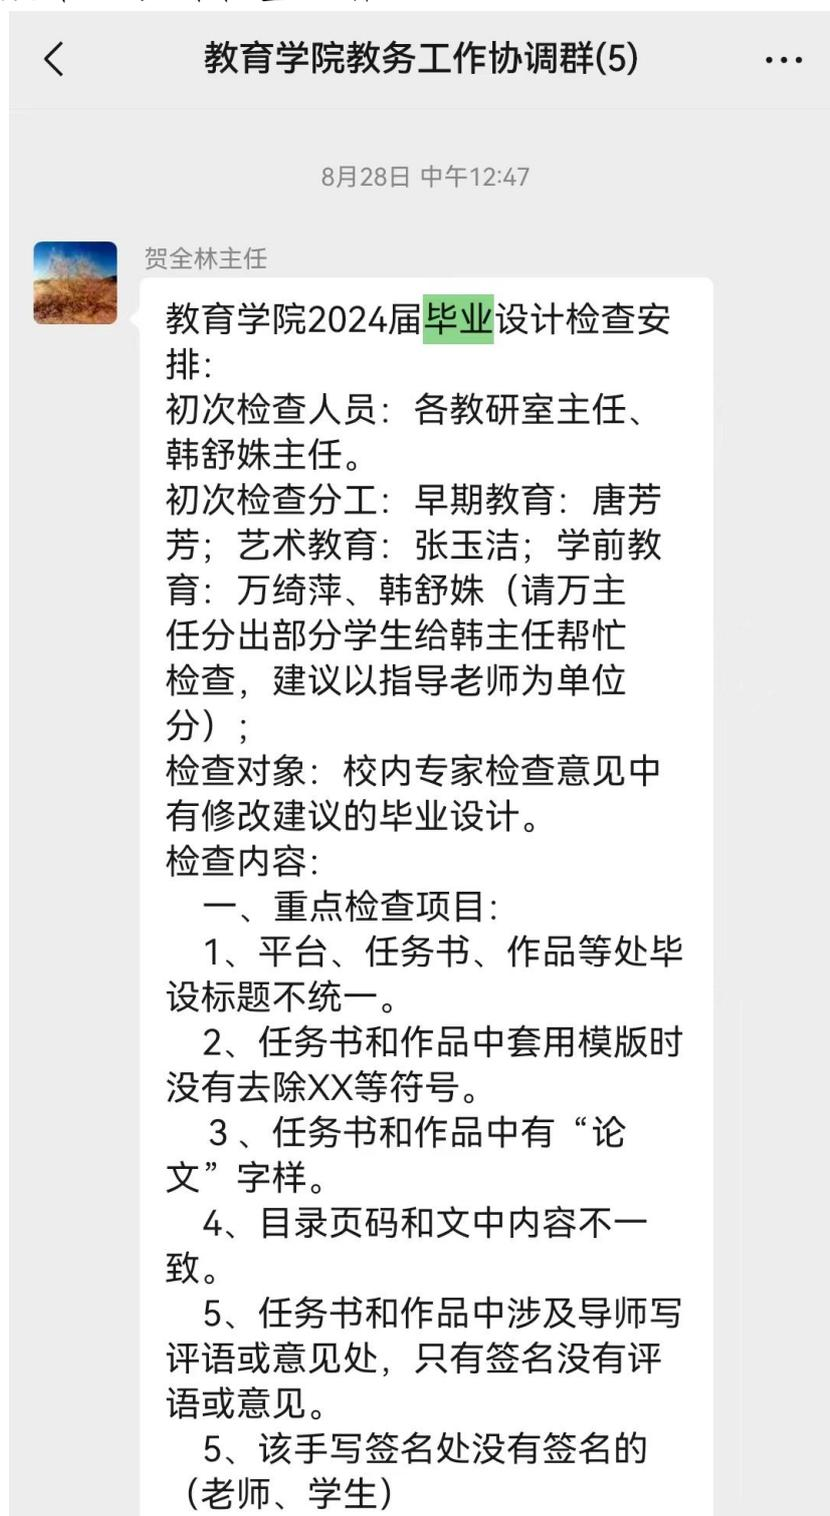 教育学院教务工作协调群(5)
8月28日 中午12:47
贺全林主任
教育学院2024届毕业设计检查安
排：
初次检查人员：各教研室主任、
韩舒姝主任。
初次检查分工：早期教育：唐芳
芳；艺术教育：张玉洁；学前教
育：万绮萍、韩舒姝（请万主
任分出部分学生给韩主任帮忙
检查，建议以指导老师为单位
分）；
检查对象：校内专家检查意见中
有修改建议的毕业设计。
检查内容：
一、重点检查项目：
1、平台、任务书、作品等处毕
设标题不统一。
2、任务书和作品中套用模版时
没有去除XX等符号。
3 、任务书和作品中有“论
文”字样。
4、目录页码和文中内容不一
致。
5、任务书和作品中涉及导师写
评语或意见处，只有签名没有评
语或意见。
5、该手写签名处没有签名的
（老师、学生）